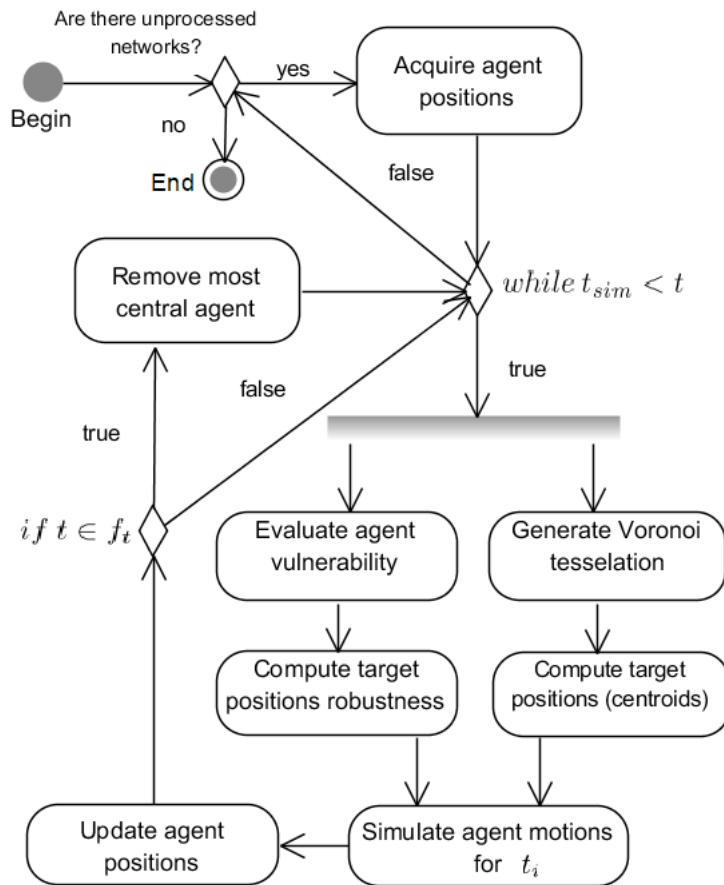 Are there unprocessed
networks?
Begin
yes
no
End
Acquire agent
positions
false
Remove most
central agent
while t_{sim} < t
true
false
true
if t ∈ f_t
Evaluate agent
vulnerability
Generate Voronoi
tesselation
Compute target
positions robustness
Compute target
positions (centroids)
Update agent
positions
Simulate agent motions
for t_i